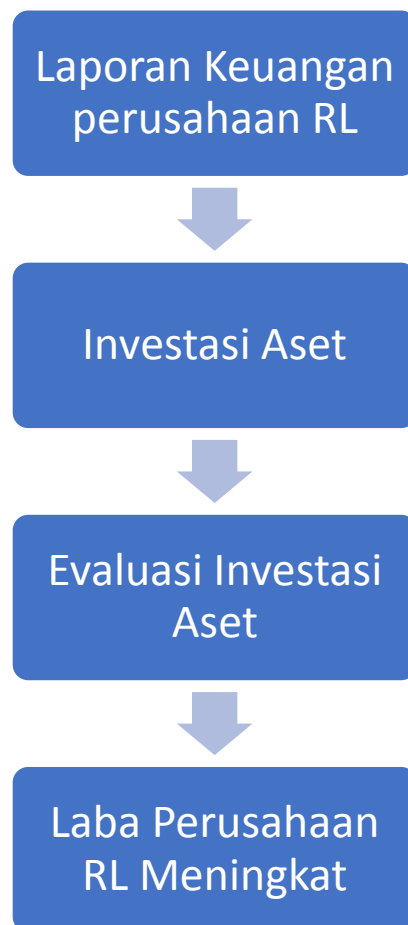 Laporan Keuangan
perusahaan RL
Investasi Aset
Evaluasi Investasi
Aset
Laba Perusahaan
RL Meningkat